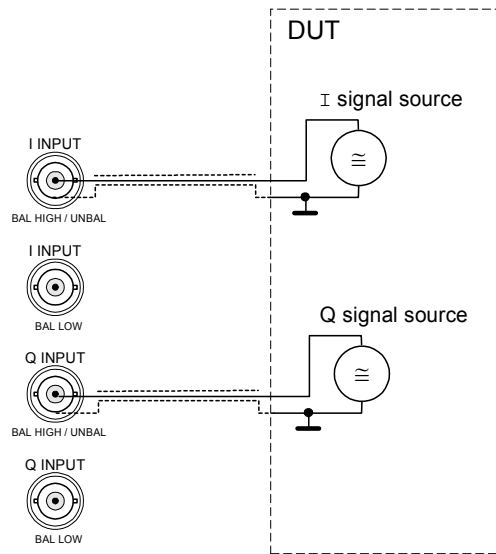 DUT
I signal source
≅
I INPUT
BAL HIGH / UNBAL
I INPUT
BAL LOW
Q signal source
≅
Q INPUT
BAL HIGH / UNBAL
Q INPUT
BAL LOW